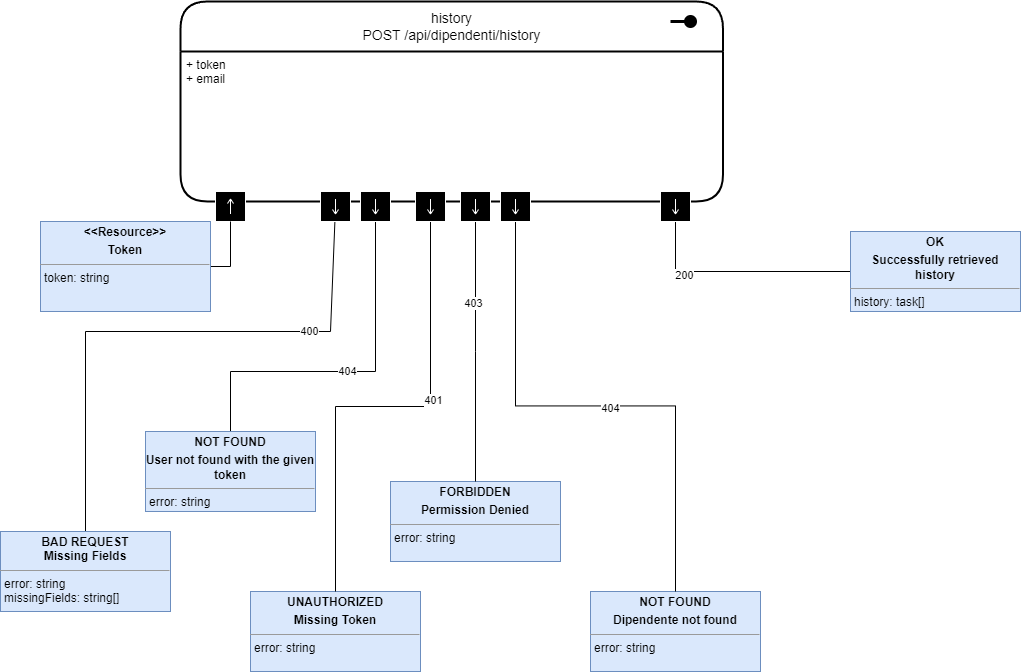 history
POST /api/dipendenti/history
+ token
+ email
<<Resource>>
Token
token: string
OK
Successfully retrieved
history
history: task[]
200
403
400
404
401
404
NOT FOUND
User not found with the given
token
error: string
FORBIDDEN
Permission Denied
error: string
BAD REQUEST
Missing Fields
error: string
missingFields: string[]
UNAUTHORIZED
Missing Token
error: string
NOT FOUND
Dipendente not found
error: string